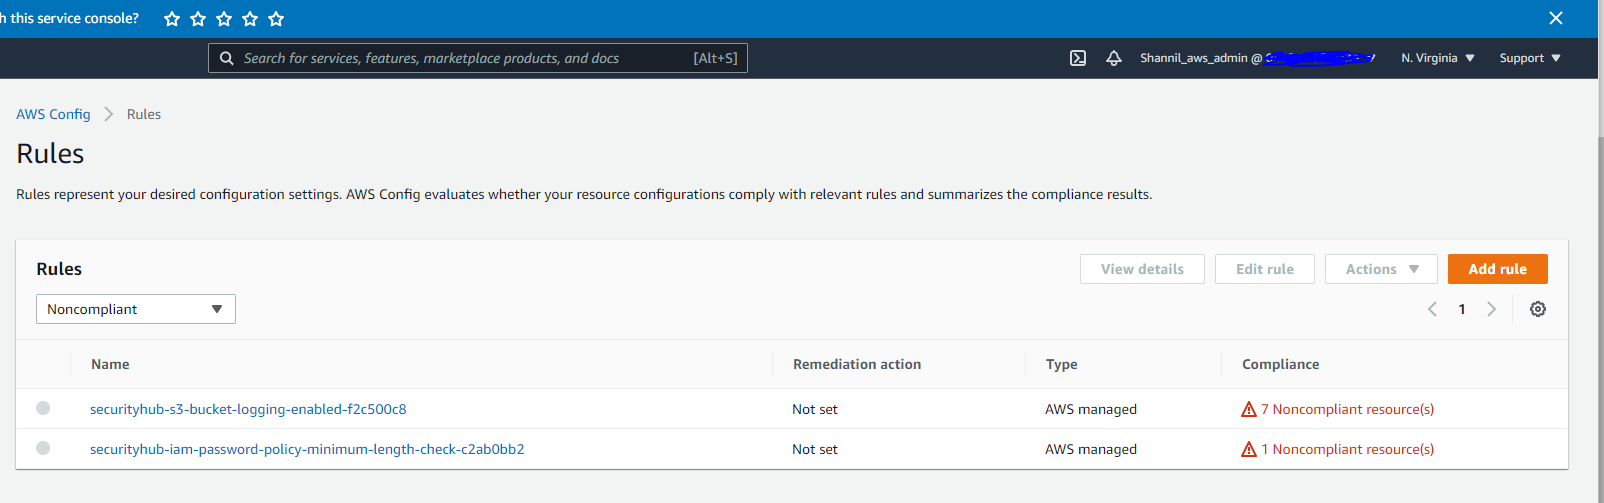 h this service console?
Search for services, features, marketplace products, and docs [Alt+S]
Shannil_aws_admin @ N. Virginia Support
AWS Config Rules
Rules
Rules represent your desired configuration settings. AWS Config evaluates whether your resource configurations comply with relevant rules and summarizes the compliance results.
Rules View details Edit rule Actions Add rule
Noncompliant 1
Name Remediation action Type Compliance
securityhub-s3-bucket-logging-enabled-f2c500c8 Not set AWS managed 7 Noncompliant resource(s)
securityhub-iam-password-policy-minimum-length-check-c2ab0bb2 Not set AWS managed 1 Noncompliant resource(s)